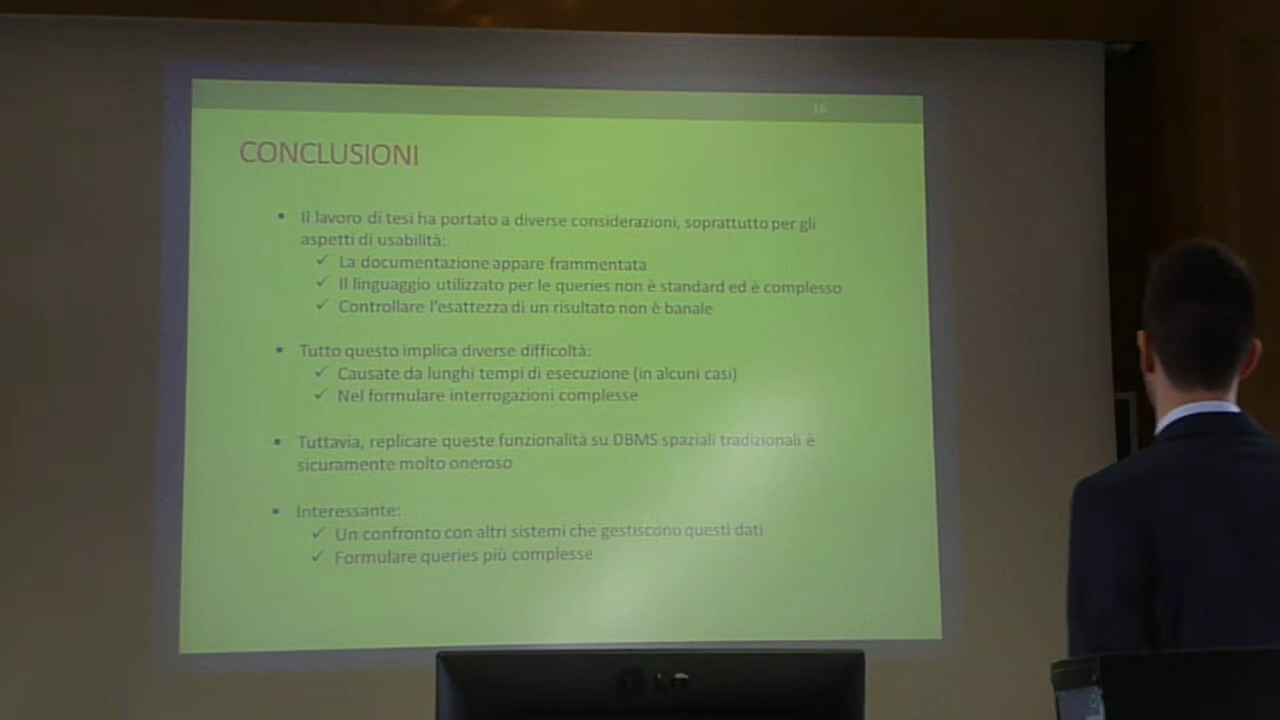 16
CONCLUSIONI
▪ Il lavoro di tesi ha portato a diverse considerazioni, soprattutto per gli
aspetti di usabilità:
✓ La documentazione appare frammentata
✓ Il linguaggio utilizzato per le queries non è standard ed è complesso
✓ Controllare l'esattezza di un risultato non è banale
▪ Tutto questo implica diverse difficoltà:
✓ Causate da lunghi tempi di esecuzione (in alcuni casi)
✓ Nel formulare interrogazioni complesse
▪ Tuttavia, replicare queste funzionalità su DBMS spaziali tradizionali è
sicuramente molto oneroso
▪ Interessante:
✓ Un confronto con altri sistemi che gestiscono questi dati
✓ Formulare queries più complesse
LG